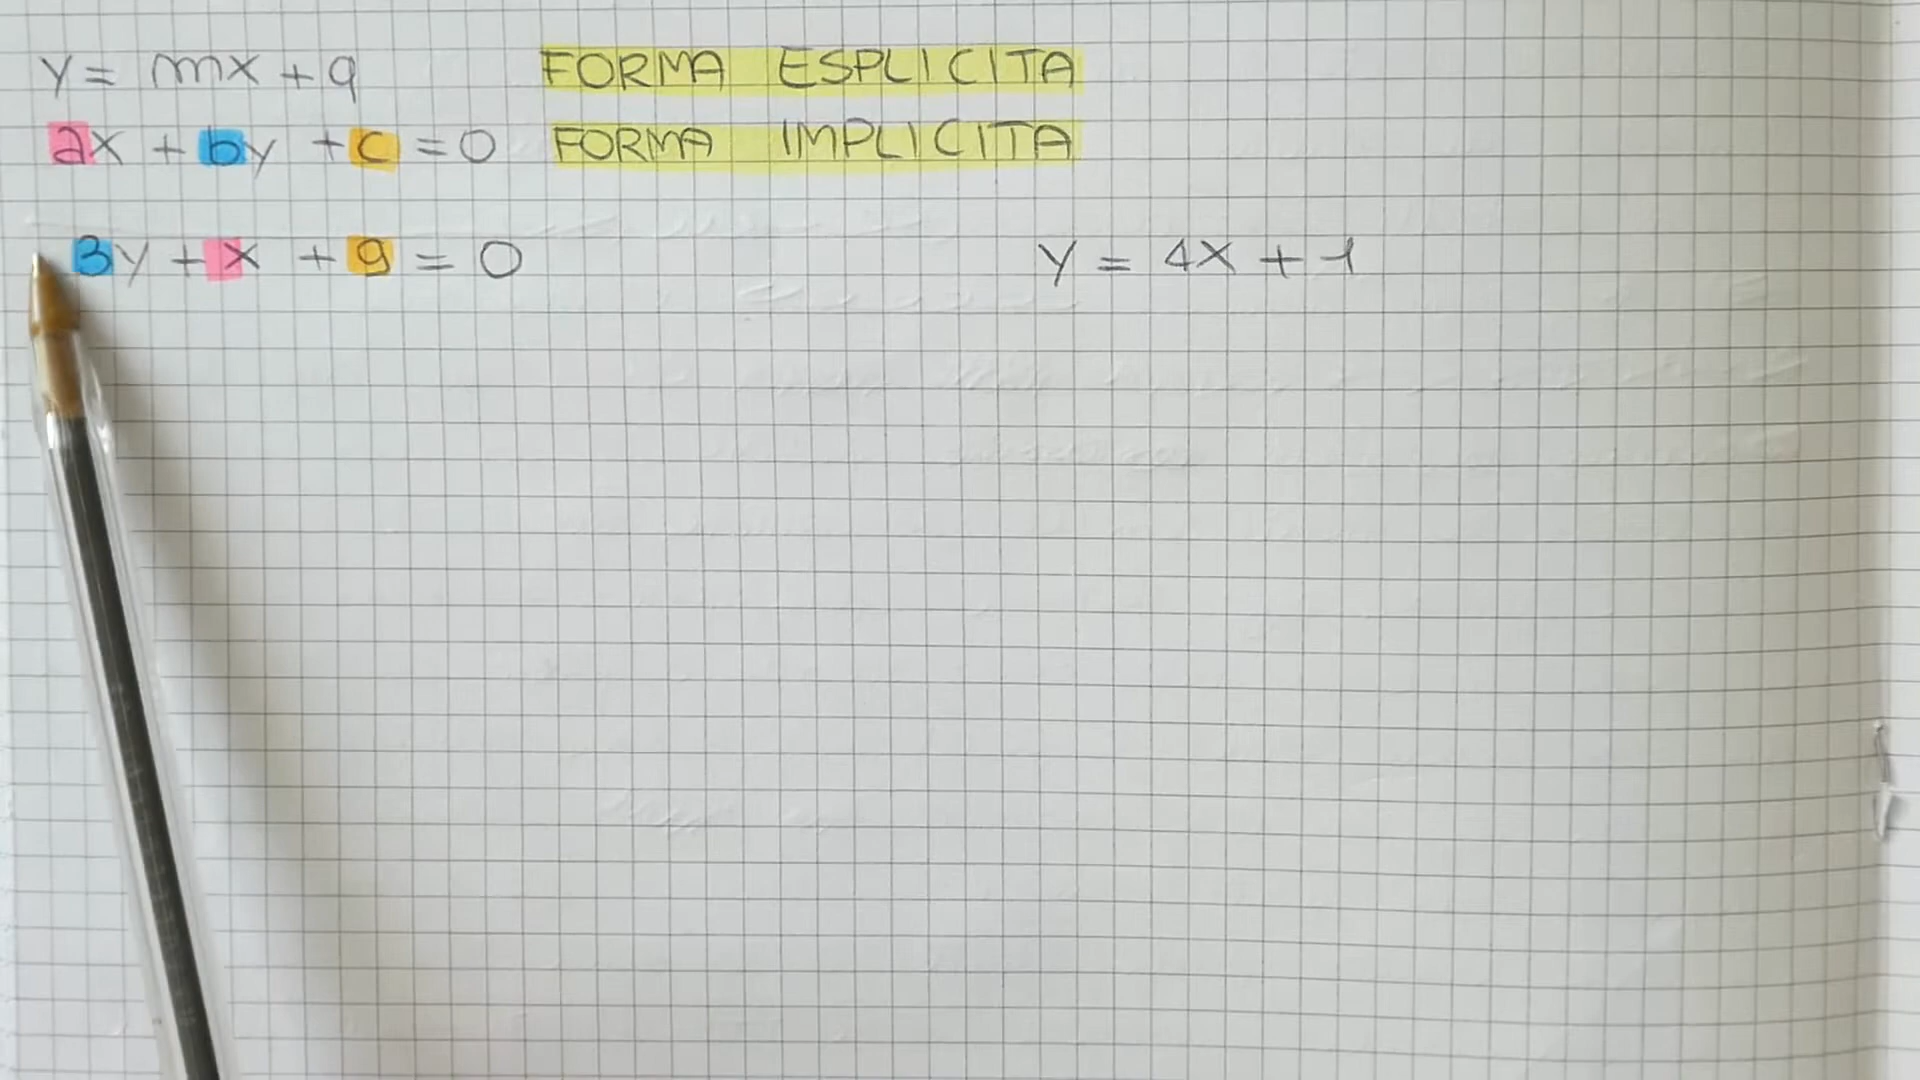 y = mx + q FORMA ESPLICITA
ax + by + c = 0 FORMA IMPLICITA
3y + x + 9 = 0 y = 4x + 1